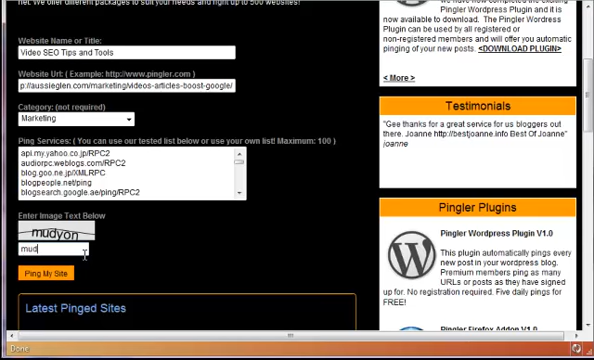 net. We offer different packages to suit your needs and right up to 500 websites!
Website Name or Title:
Video SEO Tips and Tools
Website Url: ( Example: http://www.pingler.com )
p://aussieglen.com/marketing/videos-articles-boost-google/
Category: (not required)
Marketing
Ping Services: ( You can use our tested list below or use your own list! Maximum: 100 )
api.my.yahoo.co.jp/RPC2
audiorpc.weblogs.com/RPC2
blog.goo.ne.jp/XMLRPC
blogpeople.net/ping
blogsearch.google.ae/ping/RPC2
Enter Image Text Below
mudyon
mud
Ping My Site
Latest Pinged Sites
Pingler Wordpress Plugin and it is
now available to download. The Pingler
Plugin can be used by all registered or
non-registered members and will offer you automatic
pinging of your new posts. <DOWNLOAD PLUGIN>
< More >
Testimonials
"Gee thanks for a great service for us bloggers out
there. Joanne http://bestjoanne.info Best Of Joanne"
joanne
Pingler Plugins
Pingler Wordpress Plugin V1.0
This plugin automatically pings every
new post in your wordpress blog.
Premium members ping as many
URLs or posts as they have signed
up for. No registration required. Five daily pings for
FREE!
Pingler Firefox Addon V1.0
Done